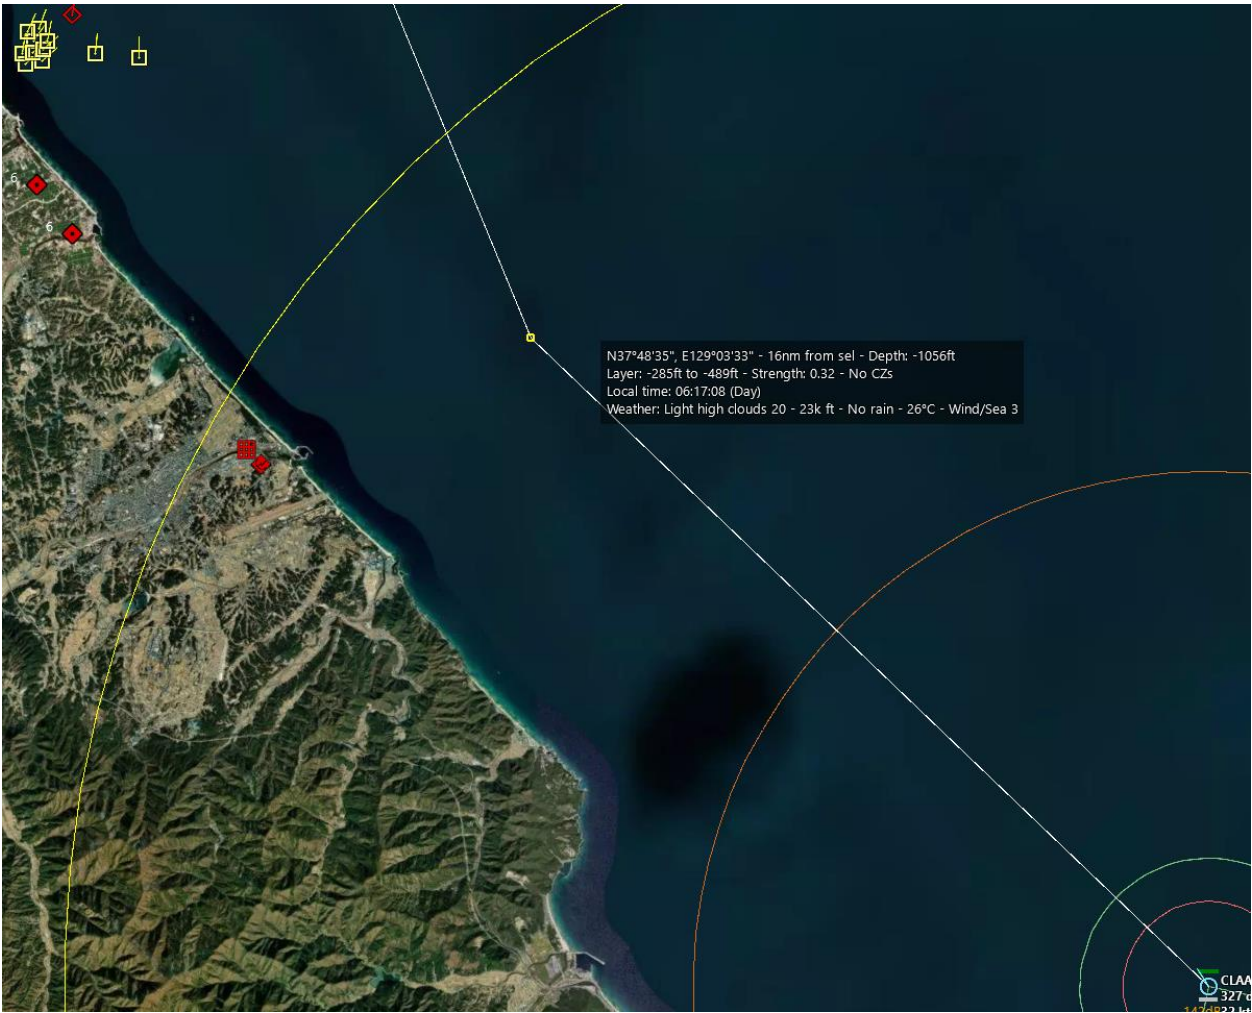 6
6
N37°48'35", E129°03'33" - 16nm from sel - Depth: -1056ft
Layer: -285ft to -489ft - Strength: 0.32 - No CZs
Local time: 06:17:08 (Day)
Weather: Light high clouds 20 - 23k ft - No rain - 26°C - Wind/Sea 3
CLAA
327